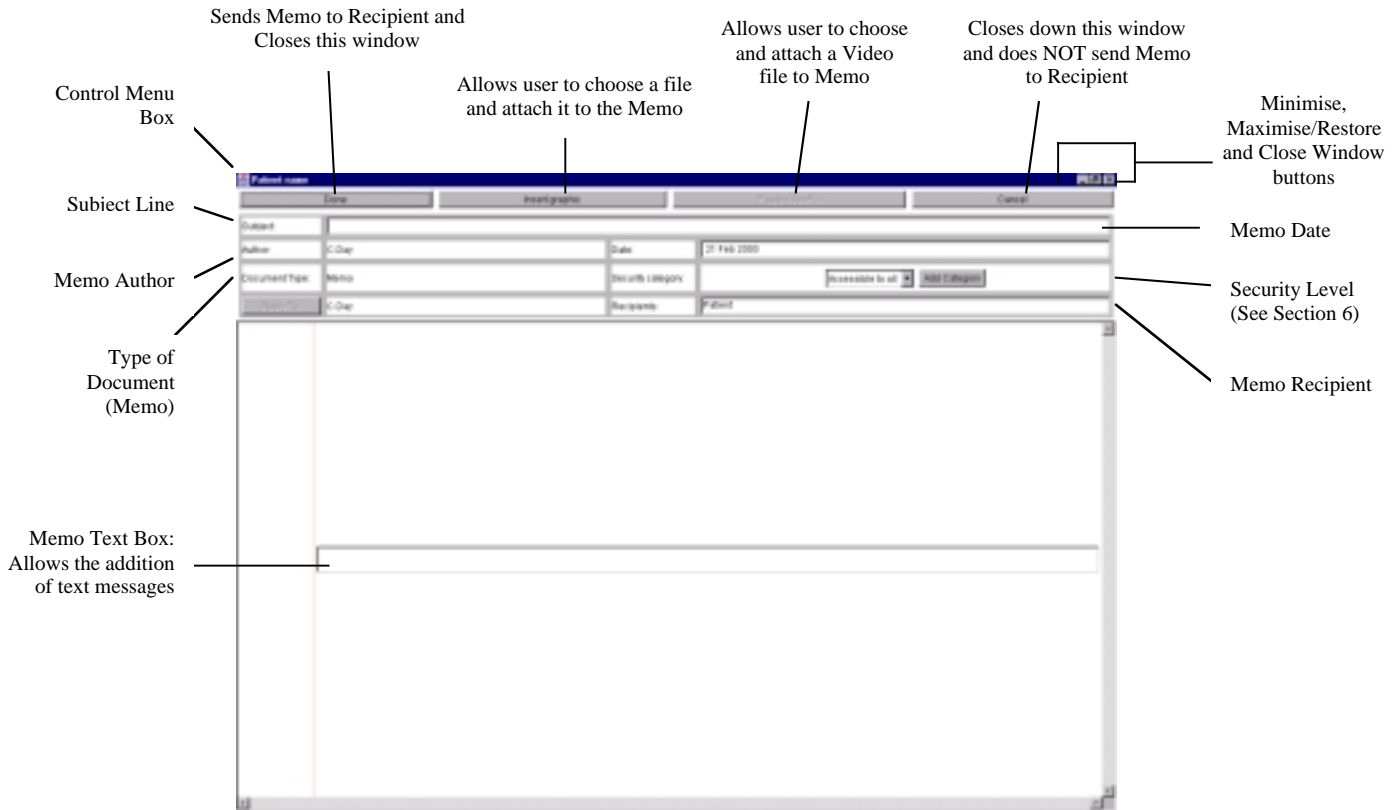 Sends Memo to Recipient and
Closes this window
Allows user to choose a file
and attach it to the Memo
Allows user to choose
and attach a Video
file to Memo
Closes down this window
and does NOT send Memo
to Recipient
Control Menu
Box
Minimise,
Maximise/Restore
and Close Window
buttons
Patient name
Done
Insert graphic
Cancel
Subject Line
Subject
Memo Date
Author
C Day
Date
21 Feb 2000
Memo Author
Document Type:
Memo
Security category:
Accessible to all
Add Category
Security Level
(See Section 6)
C Day
Recipients:
Patient
Type of
Document
(Memo)
Memo Recipient
Memo Text Box:
Allows the addition
of text messages